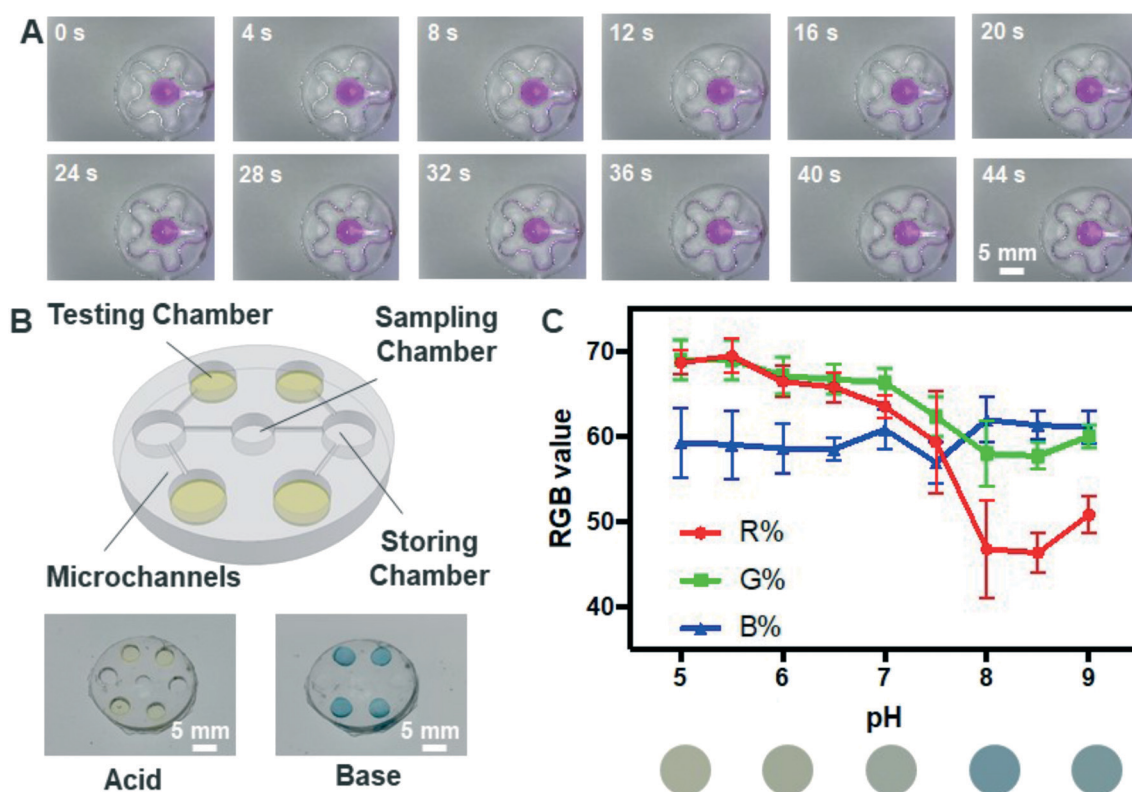 A
0 s
4 s
8 s
12 s
16 s
20 s
24 s
28 s
32 s
36 s
40 s
44 s
5 mm
B
Testing Chamber
Sampling
Chamber
Microchannels
Storing
Chamber
5 mm
5 mm
Acid
Base
C
RGB value
70
60
50
40
R%
G%
B%
5
6
7
8
9
pH